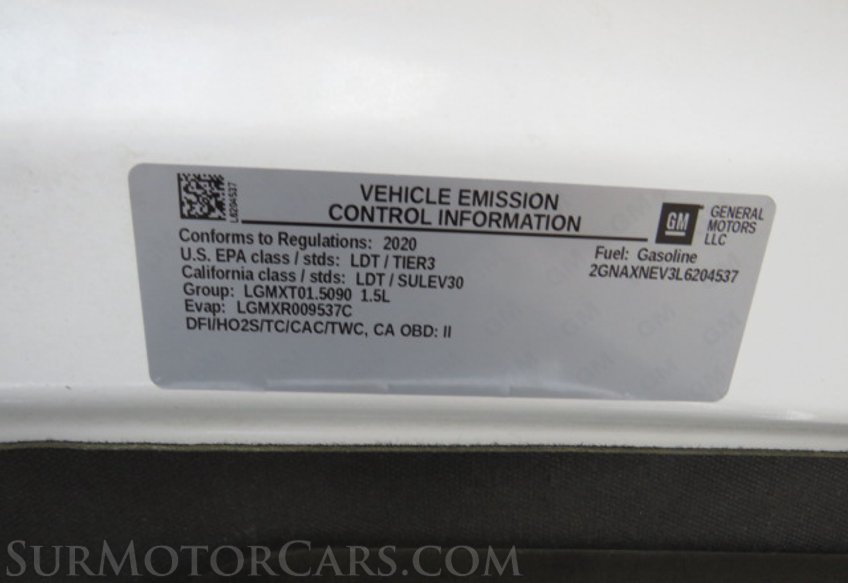 L6204537
VEHICLE EMISSION
CONTROL INFORMATION
GM
GENERAL
MOTORS
LLC
Conforms to Regulations: 2020
U.S. EPA class / stds: LDT / TIER3
California class / stds: LDT / SULEV30
Group: LGMXT01.5090 1.5L
Evap: LGMXR009537C
DFI/HO2S/TC/CAC/TWC, CA OBD: II
Fuel: Gasoline
2GNAXNEV3L6204537
SurMotorCars.com